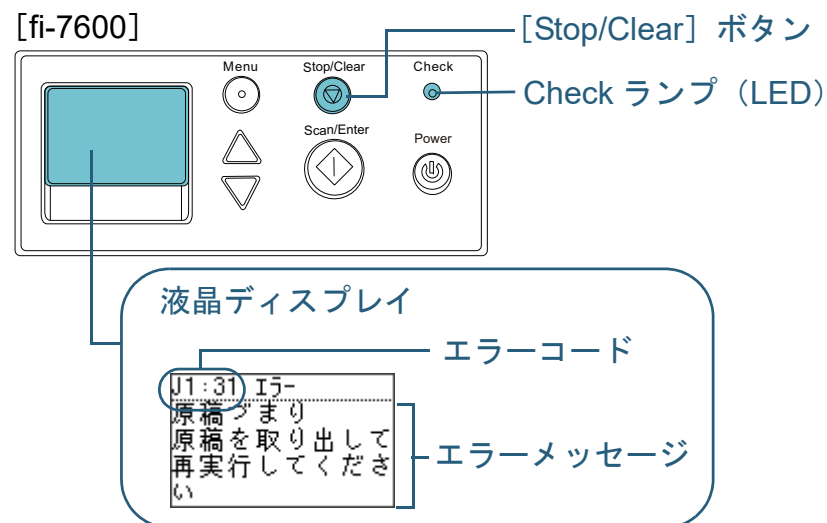 [fi-7600]
[Stop/Clear] ボタン
Menu
Stop/Clear
Check
Check ランプ（LED）
Scan/Enter
Power
液晶ディスプレイ
エラーコード
J1:31 エラー
原稿づまり
原稿を取り出して
再実行してくださ
い
エラーメッセージ